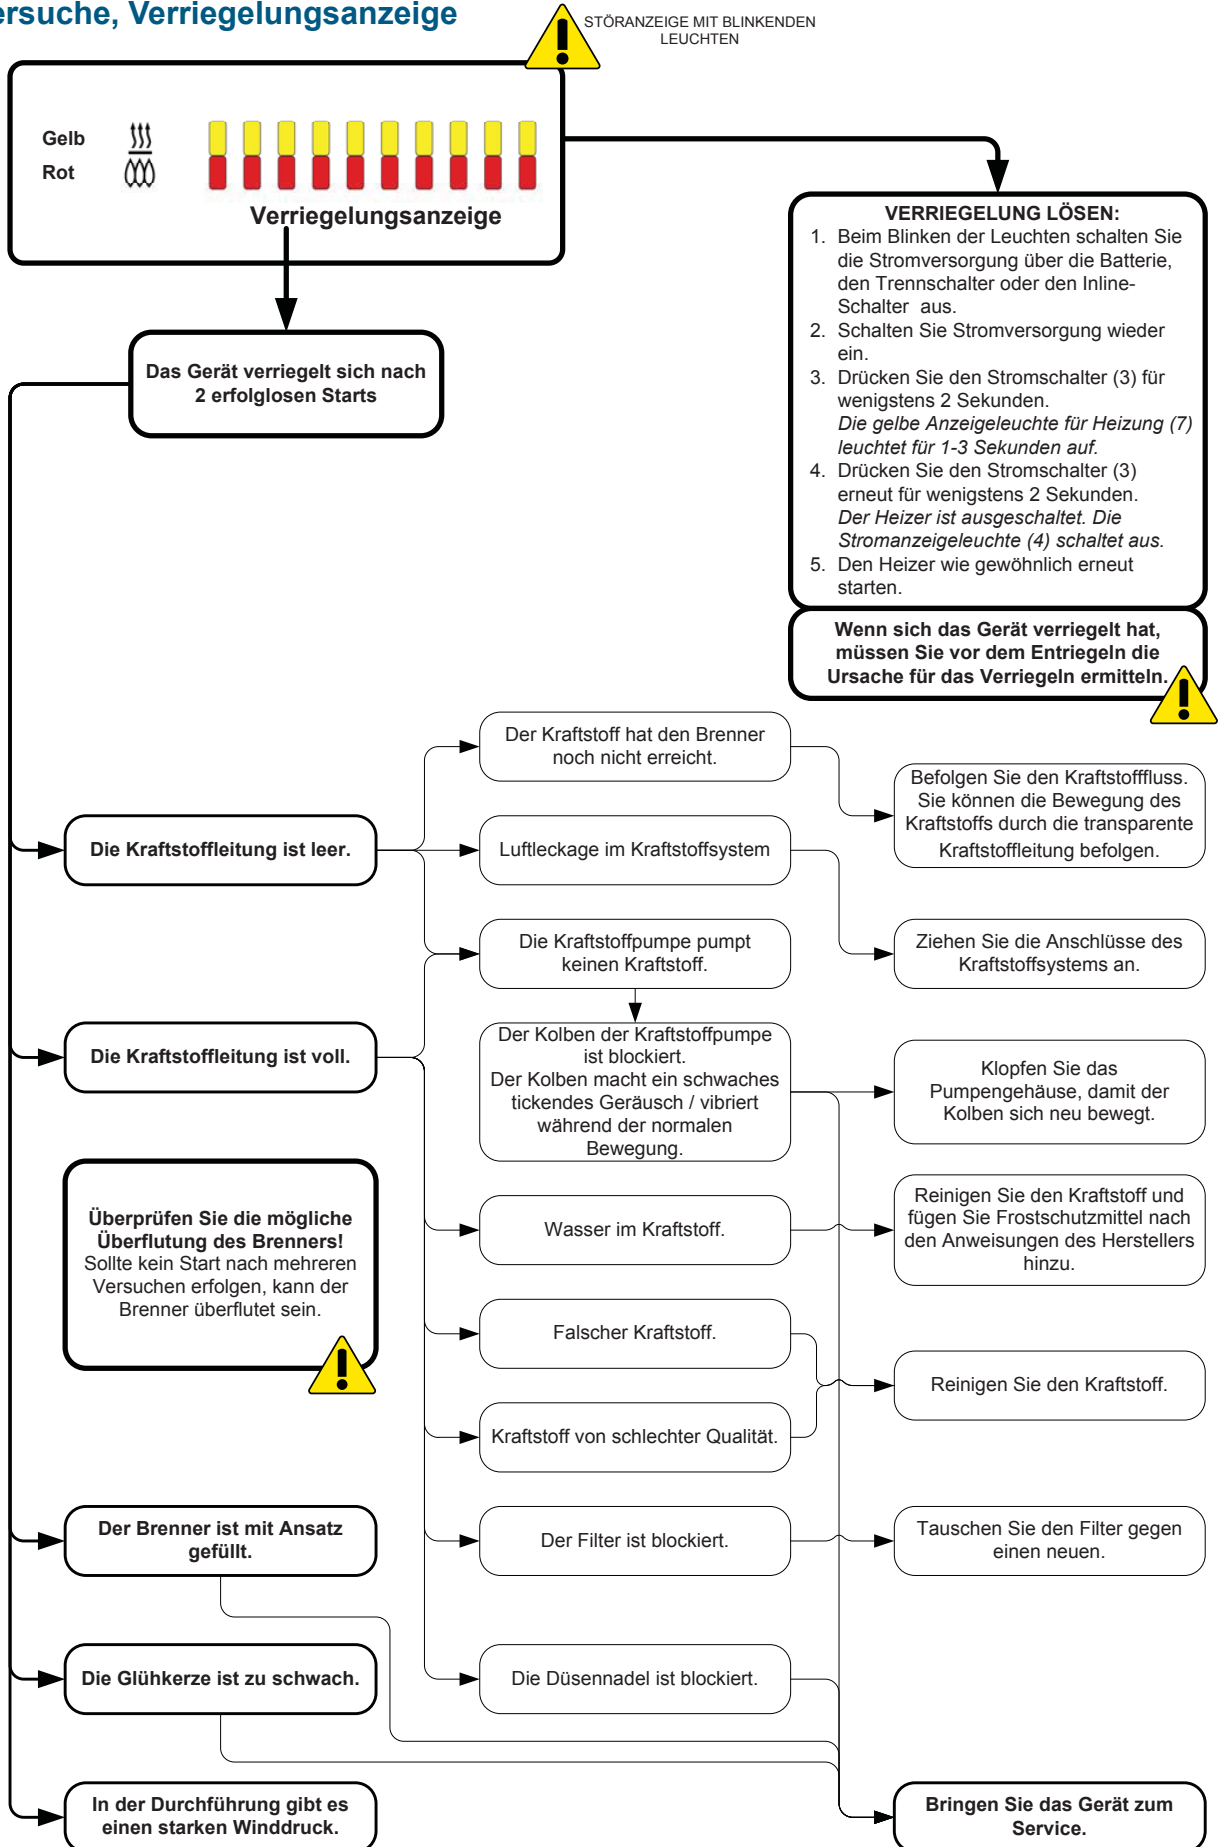 ersuche, Verriegelungsanzeige
STÖRANZEIGE MIT BLINKENDEN
LEUCHTEN
Gelb
Rot
Verriegelungsanzeige
VERRIEGELUNG LÖSEN:
1. Beim Blinken der Leuchten schalten Sie
die Stromversorgung über die Batterie,
den Trennschalter oder den Inline-
Schalter aus.
2. Schalten Sie Stromversorgung wieder
ein.
3. Drücken Sie den Stromschalter (3) für
wenigstens 2 Sekunden.
Die gelbe Anzeigeleuchte für Heizung (7)
leuchtet für 1-3 Sekunden auf.
4. Drücken Sie den Stromschalter (3)
erneut für wenigstens 2 Sekunden.
Der Heizer ist ausgeschaltet. Die
Stromanzeigeleuchte (4) schaltet aus.
5. Den Heizer wie gewöhnlich erneut
starten.
Das Gerät verriegelt sich nach
2 erfolglosen Starts
Wenn sich das Gerät verriegelt hat,
müssen Sie vor dem Entriegeln die
Ursache für das Verriegeln ermitteln.
Der Kraftstoff hat den Brenner
noch nicht erreicht.
Befolgen Sie den Kraftstofffluss.
Sie können die Bewegung des
Kraftstoffs durch die transparente
Kraftstoffleitung befolgen.
Die Kraftstoffleitung ist leer.
Luftleckage im Kraftstoffsystem
Die Kraftstoffpumpe pumpt
keinen Kraftstoff.
Ziehen Sie die Anschlüsse des
Kraftstoffsystems an.
Die Kraftstoffleitung ist voll.
Der Kolben der Kraftstoffpumpe
ist blockiert.
Der Kolben macht ein schwaches
tickendes Geräusch / vibriert
während der normalen
Bewegung.
Klopfen Sie das
Pumpengehäuse, damit der
Kolben sich neu bewegt.
Überprüfen Sie die mögliche
Überflutung des Brenners!
Sollte kein Start nach mehreren
Versuchen erfolgen, kann der
Brenner überflutet sein.
Wasser im Kraftstoff.
Reinigen Sie den Kraftstoff und
fügen Sie Frostschutzmittel nach
den Anweisungen des Herstellers
hinzu.
Falscher Kraftstoff.
Reinigen Sie den Kraftstoff.
Kraftstoff von schlechter Qualität.
Der Brenner ist mit Ansatz
gefüllt.
Der Filter ist blockiert.
Tauschen Sie den Filter gegen
einen neuen.
Die Glühkerze ist zu schwach.
Die Düsennadel ist blockiert.
In der Durchführung gibt es
einen starken Winddruck.
Bringen Sie das Gerät zum
Service.